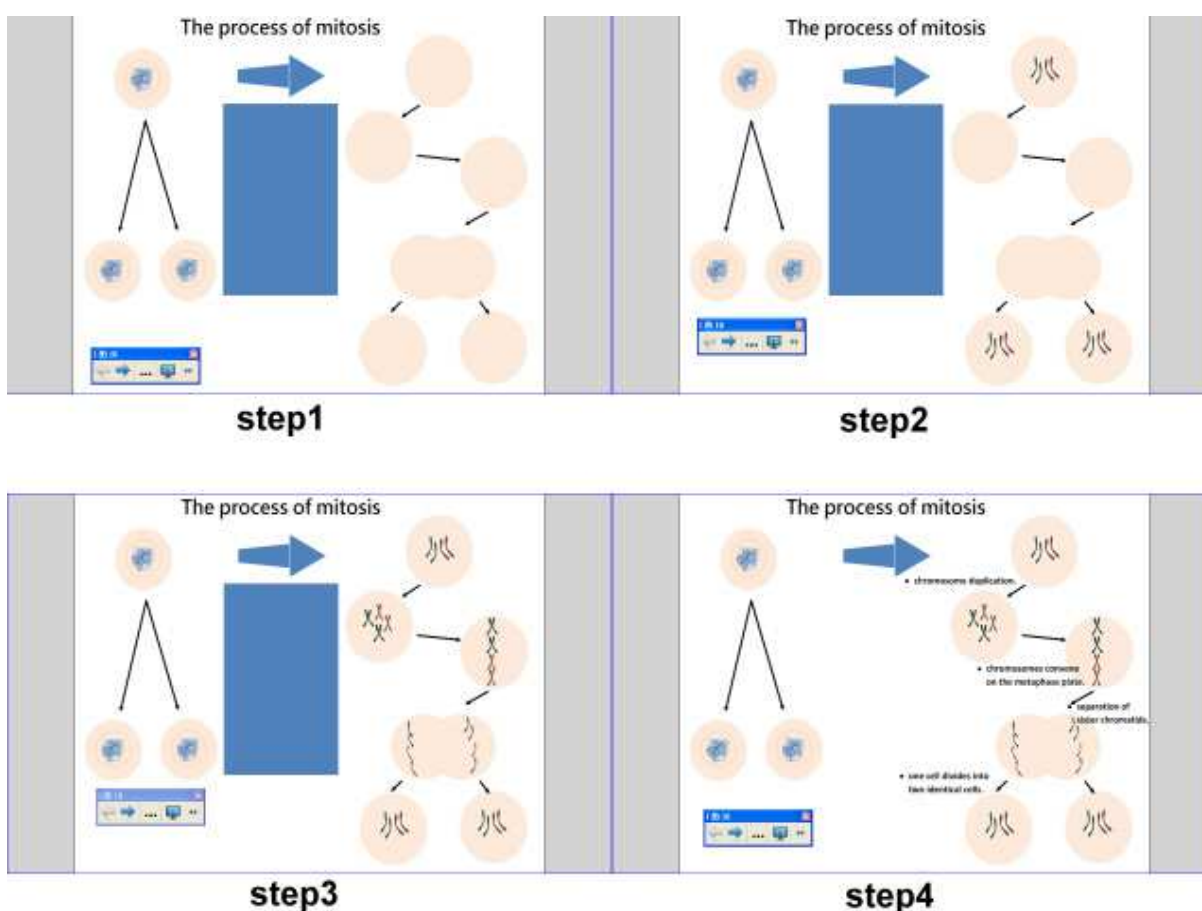 The process of mitosis
The process of mitosis
step1
step2
The process of mitosis
The process of mitosis
• chromosome duplication.
• chromosomes convene
on the metaphase plate.
• separation of
sister chromatids.
• one cell divides into
two identical cells.
step3
step4